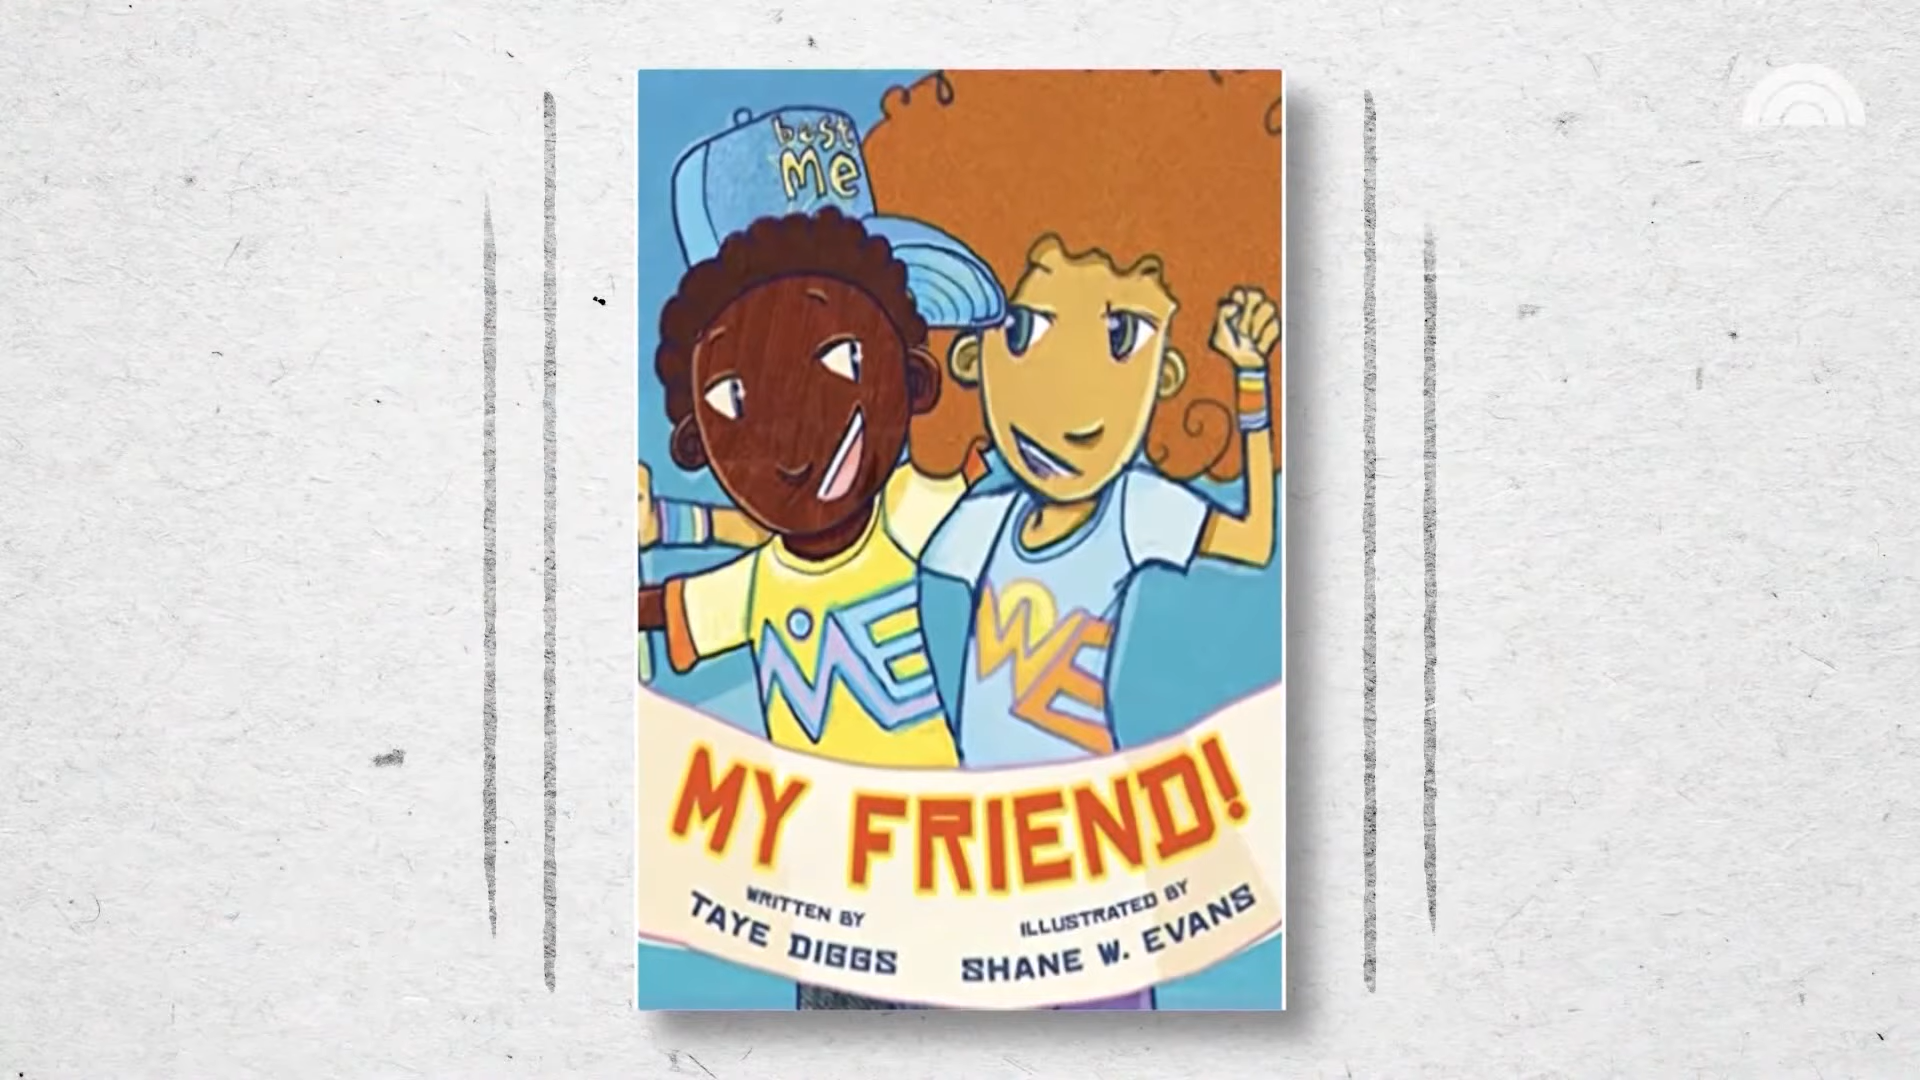 best
Me
ME
WE
MY FRIEND!
WRITTEN BY
TAYE DIGGS
ILLUSTRATED BY
SHANE W. EVANS